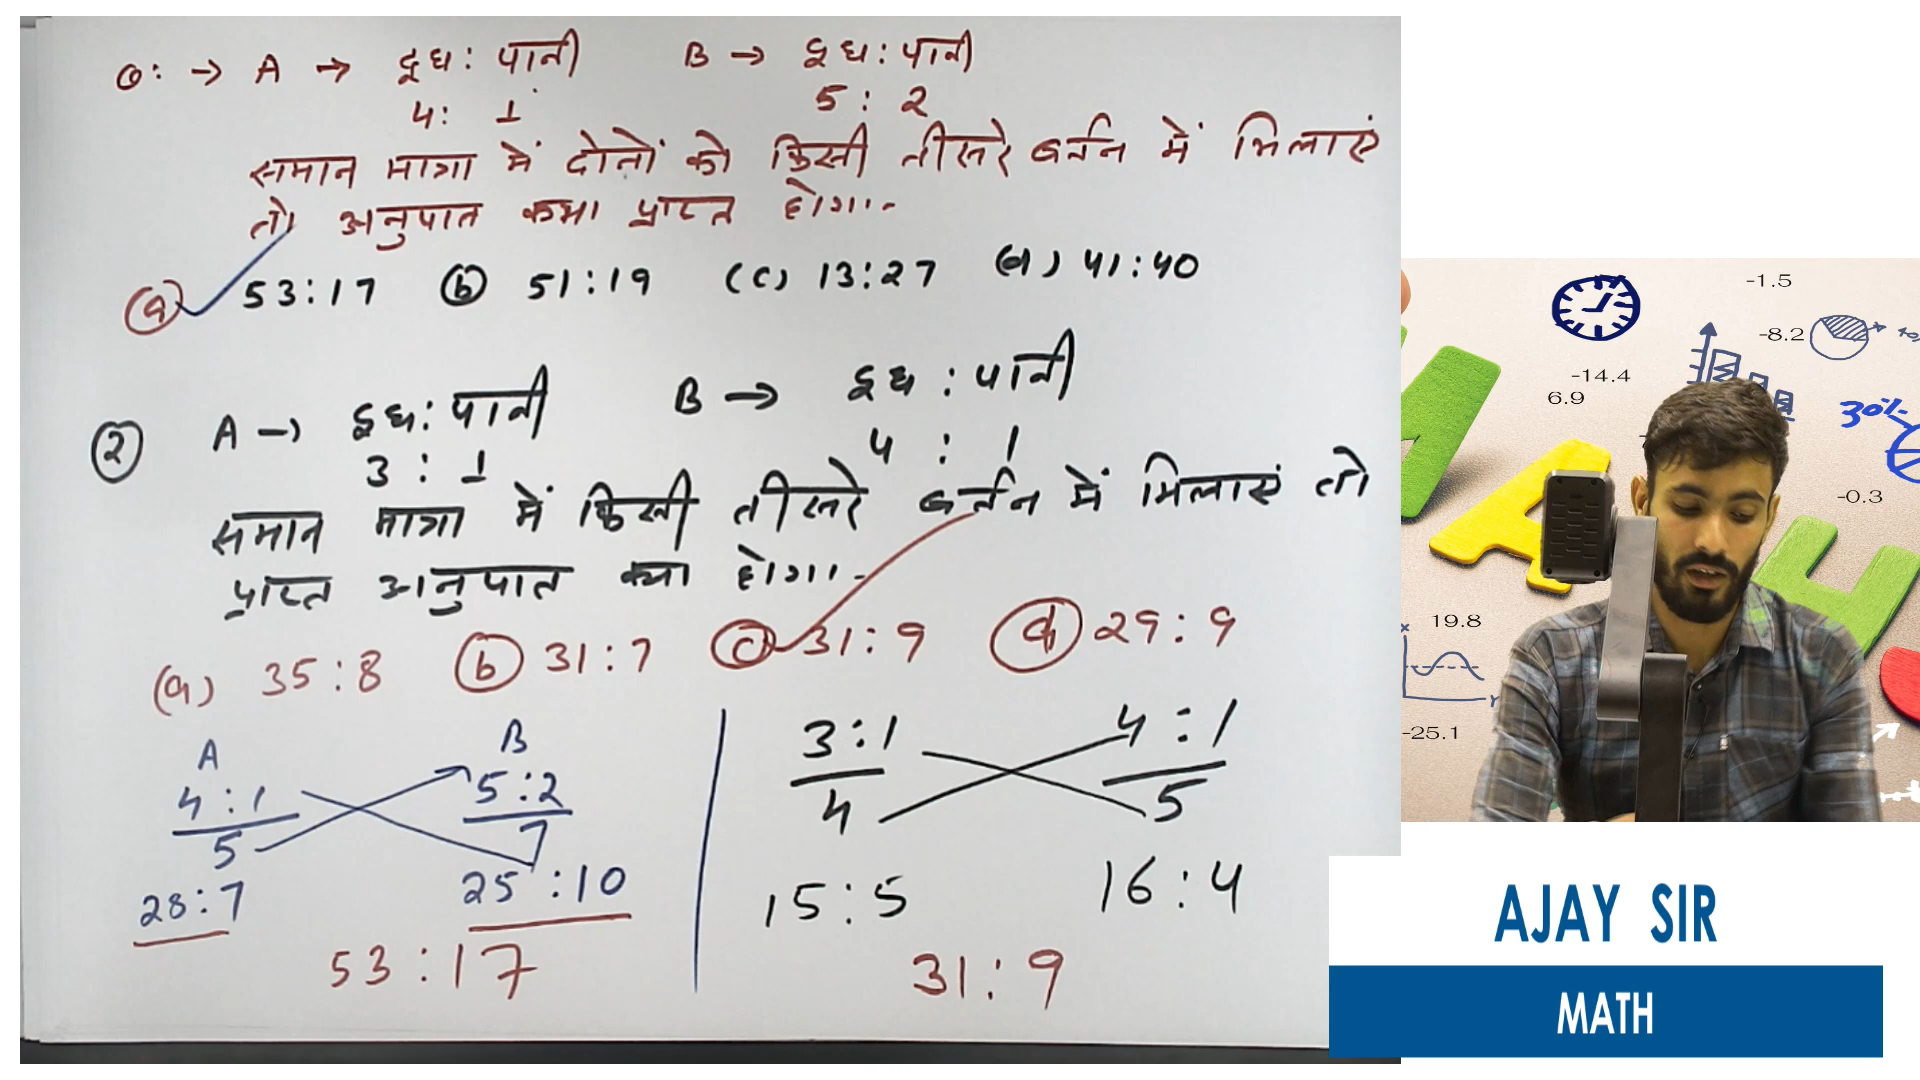 Q: → A → दूध : पानी B → दूध : पानी
4 : 1 5 : 2
समान मात्रा में दोनों को किसी तीसरे बर्तन में मिलाएं
तो अनुपात क्या प्राप्त होगा।-
(a) 53:17 (b) 51:19 (c) 13:27 (d) 41:40
(2) A → दूध : पानी B → दूध : पानी
3 : 1 4 : 1
समान मात्रा में किसी तीसरे बर्तन में मिलाएं तो
प्राप्त अनुपात क्या होगा।-
(a) 35:8 (b) 31:7 (c) 31:9 (d) 29:9
A B
4:1 5:2
5 7
28:7 25:10
53:17
3:1 4:1
4 5
15:5 16:4
31:9
-1.5
-8.2
-14.4
6.9
30%
-0.3
19.8
-25.1
AJAY SIR
MATH